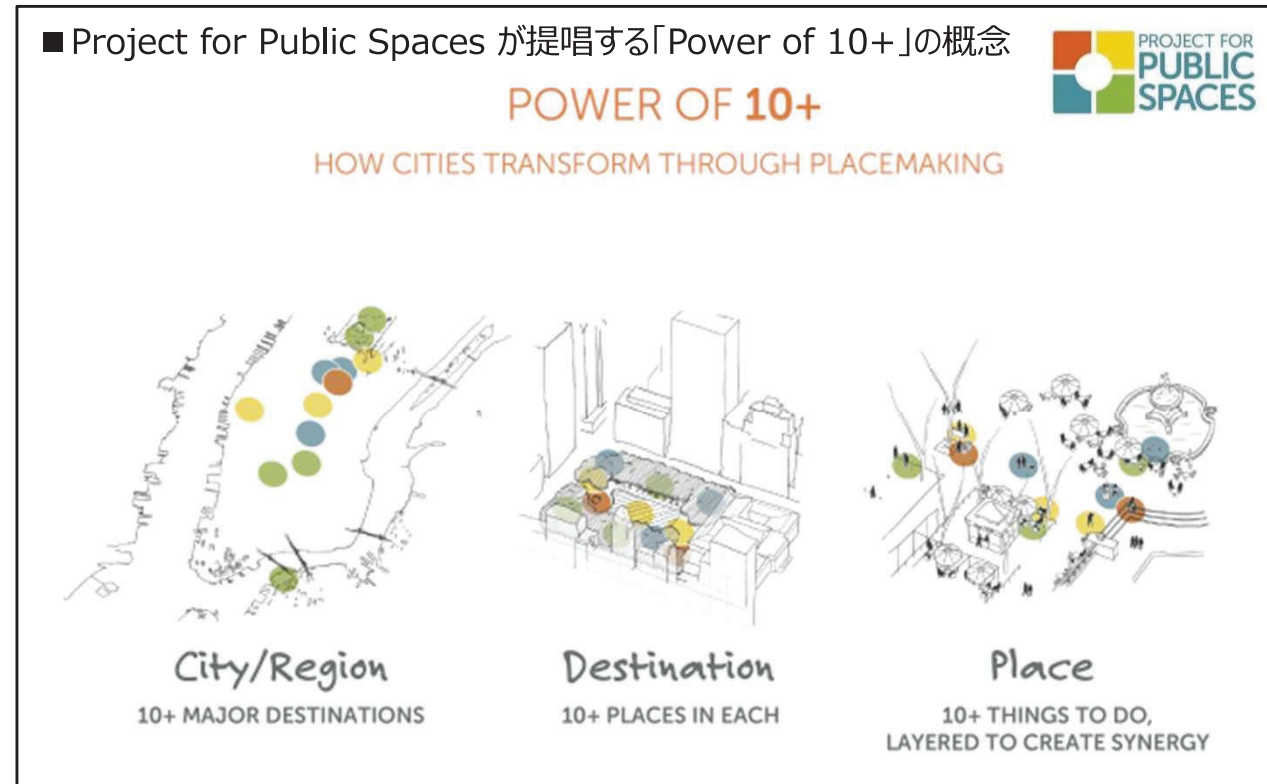 ■Project for Public Spaces が提唱する「Power of 10+」の概念
PROJECT FOR
PUBLIC
SPACES
POWER OF 10+
HOW CITIES TRANSFORM THROUGH PLACEMAKING
City/Region
10+ MAJOR DESTINATIONS
Destination
10+ PLACES IN EACH
Place
10+ THINGS TO DO,
LAYERED TO CREATE SYNERGY